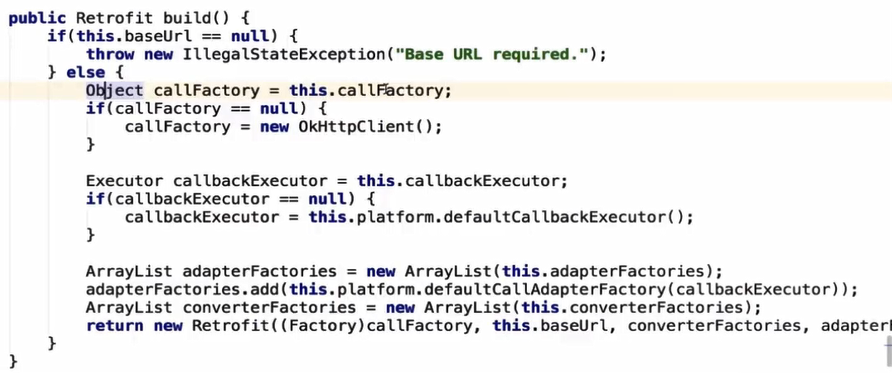 public Retrofit build() {
    if(this.baseUrl == null) {
        throw new IllegalStateException("Base URL required.");
    } else {
        Object callFactory = this.callFactory;
        if(callFactory == null) {
            callFactory = new OkHttpClient();
        }

        Executor callbackExecutor = this.callbackExecutor;
        if(callbackExecutor == null) {
            callbackExecutor = this.platform.defaultCallbackExecutor();
        }

        ArrayList adapterFactories = new ArrayList(this.adapterFactories);
        adapterFactories.add(this.platform.defaultCallAdapterFactory(callbackExecutor));
        ArrayList converterFactories = new ArrayList(this.converterFactories);
        return new Retrofit((Factory)callFactory, this.baseUrl, converterFactories,
    }
}